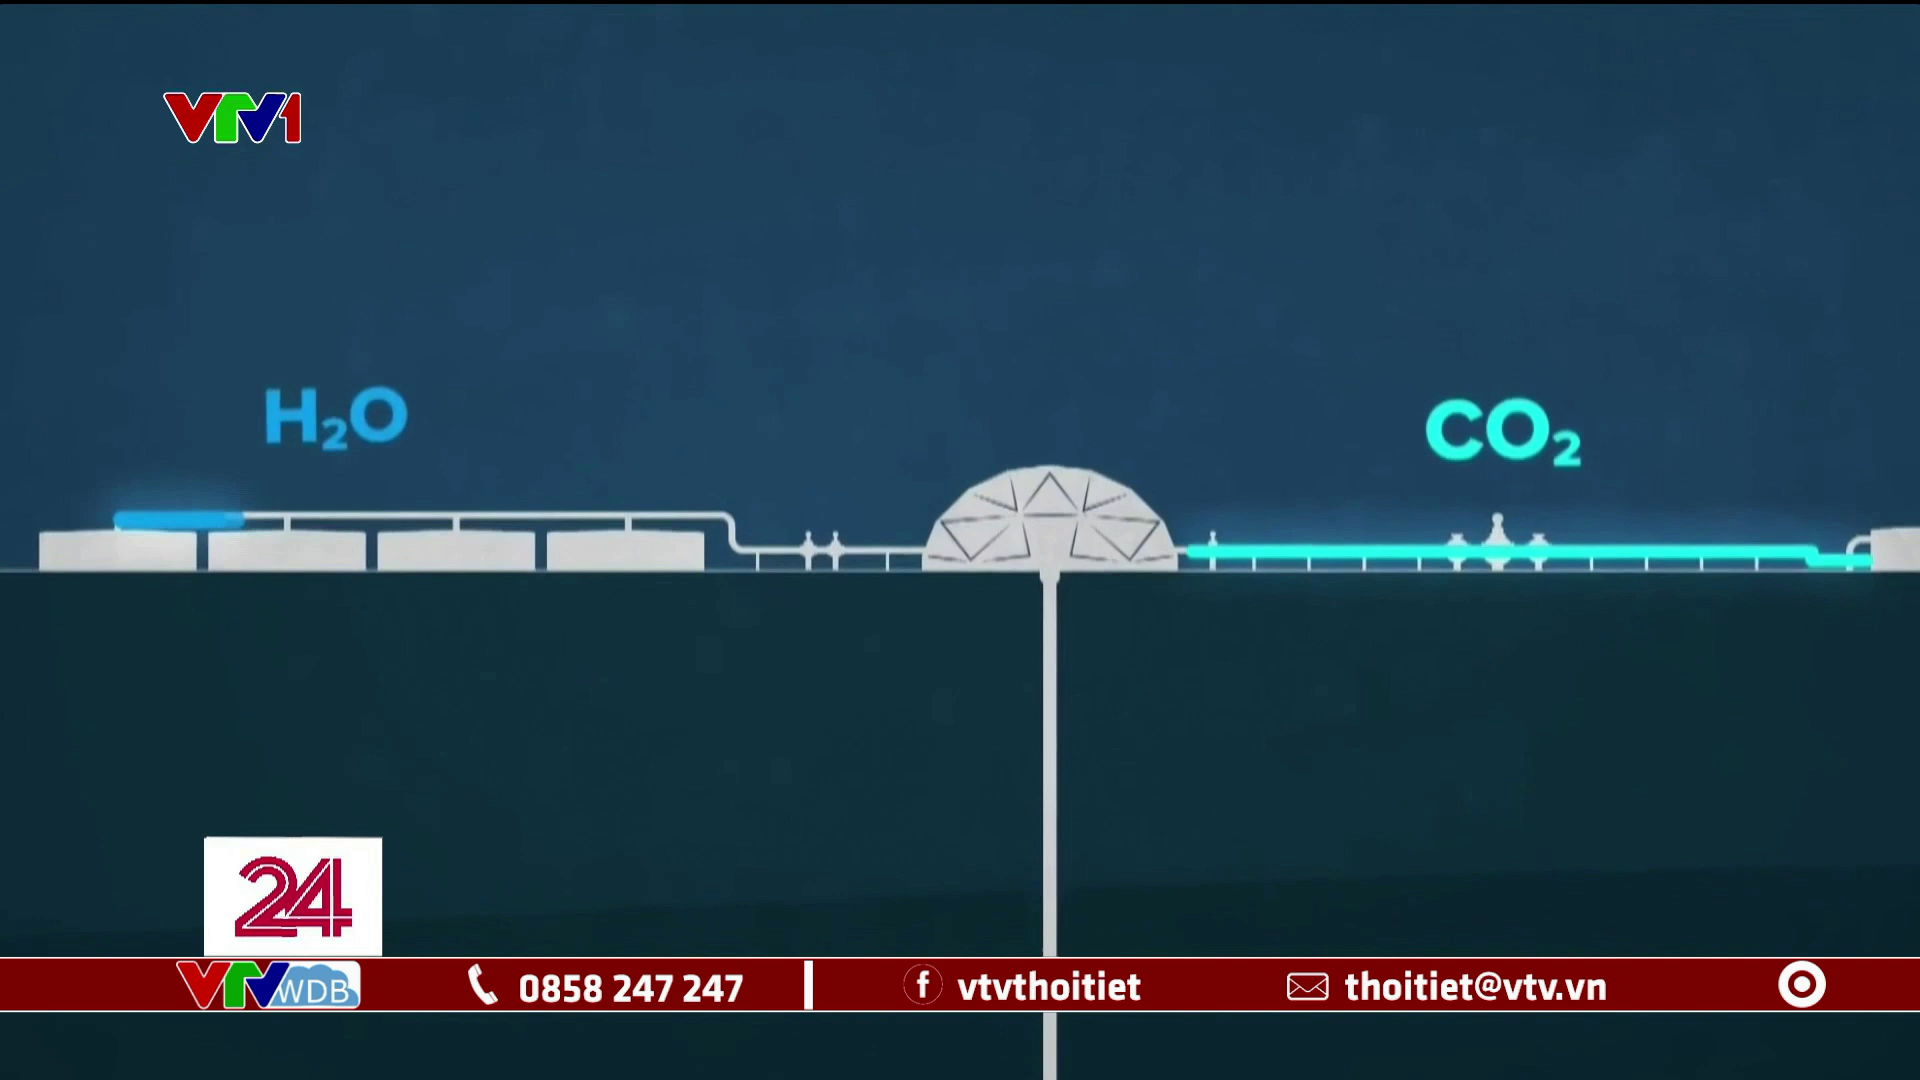 VTV1
H₂O
CO₂
24
VTV WDB 0858 247 247 vtvthoitiet thoitiet@vtv.vn